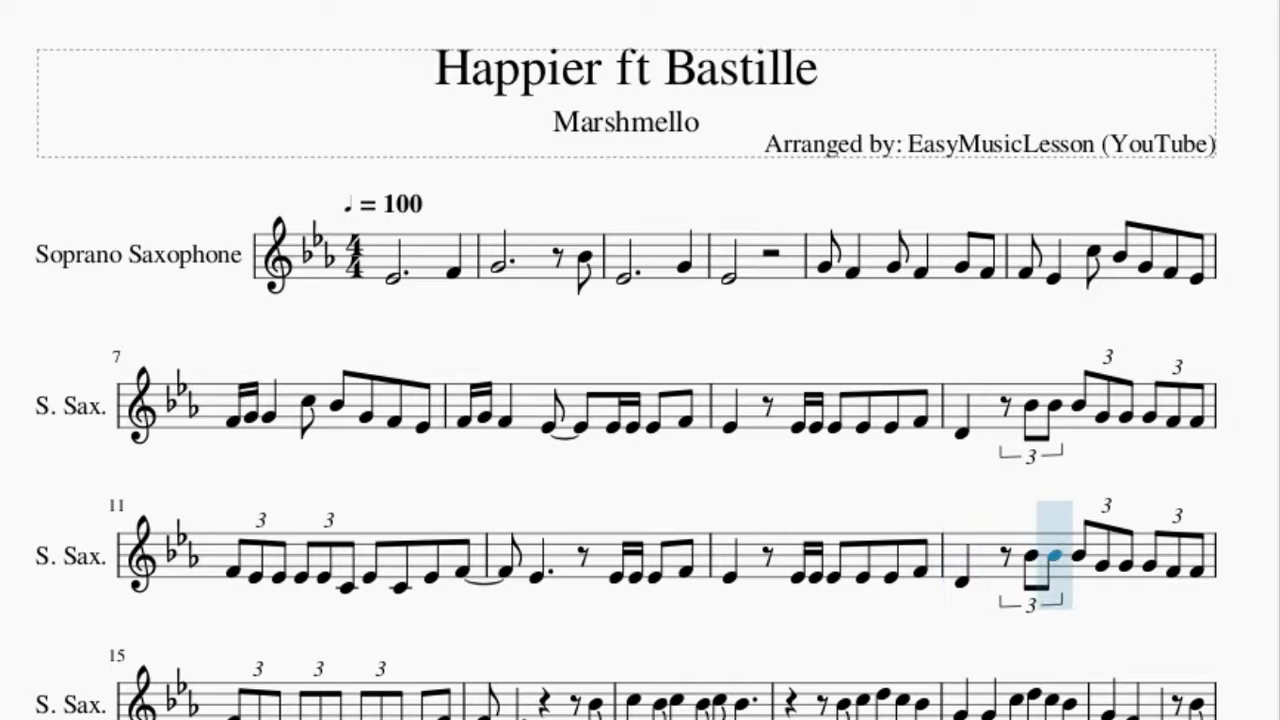 Happier ft Bastille
Marshmello
Arranged by: EasyMusicLesson (YouTube)
♩ = 100
Soprano Saxophone
4
4
7
3
3
S. Sax.
3
11
3
3
3
3
S. Sax.
3
15
3
3
3
S. Sax.